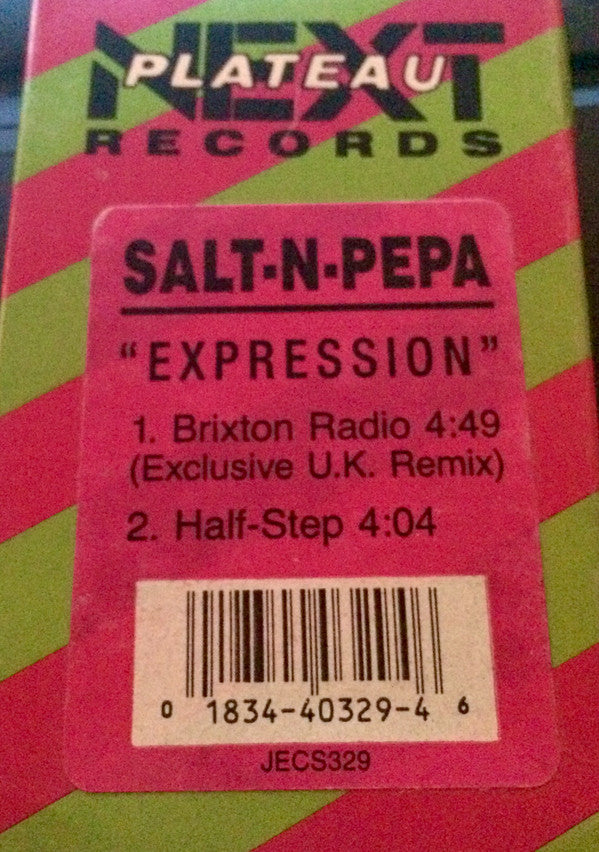 NEXT
PLATEAU
RECORDS
SALT-N-PEPA
"EXPRESSION"
1. Brixton Radio 4:49
(Exclusive U.K. Remix)
2. Half-Step 4:04
0 1834-40329-4 6
JECS329